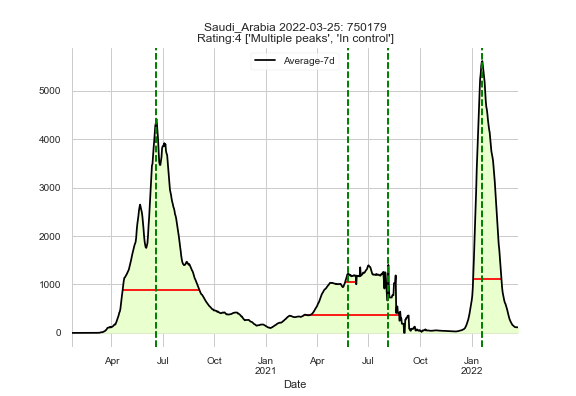 Saudi_Arabia 2022-03-25: 750179
Rating:4 ['Multiple peaks', 'In control']
Average-7d
5000
4000
3000
2000
1000
0
Apr Jul Oct Jan Apr Jul Oct Jan
2021 2022
Date